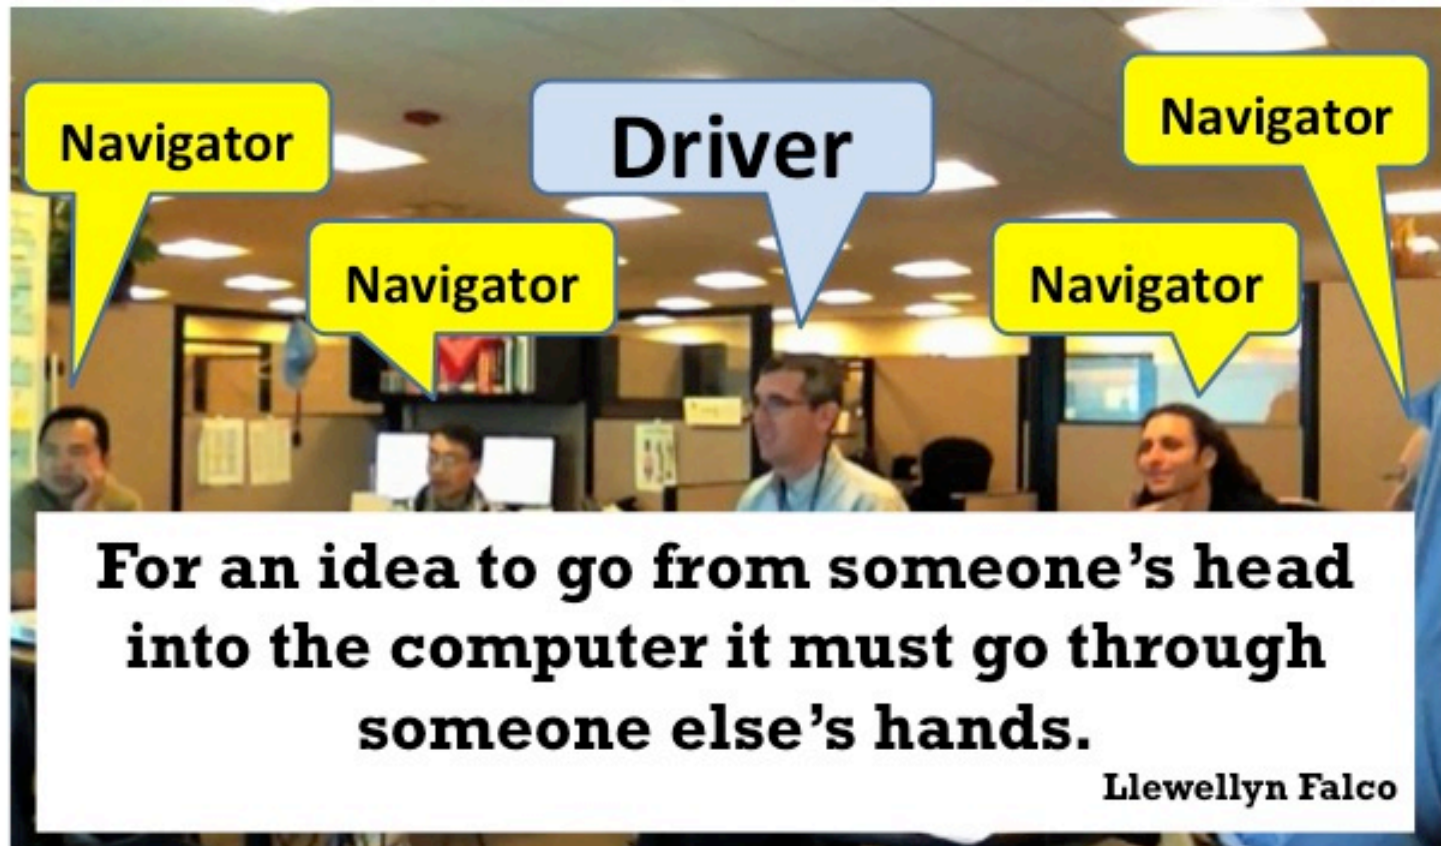 Navigator
Driver
Navigator
Navigator
Navigator
For an idea to go from someone’s head
into the computer it must go through
someone else’s hands.
Llewellyn Falco